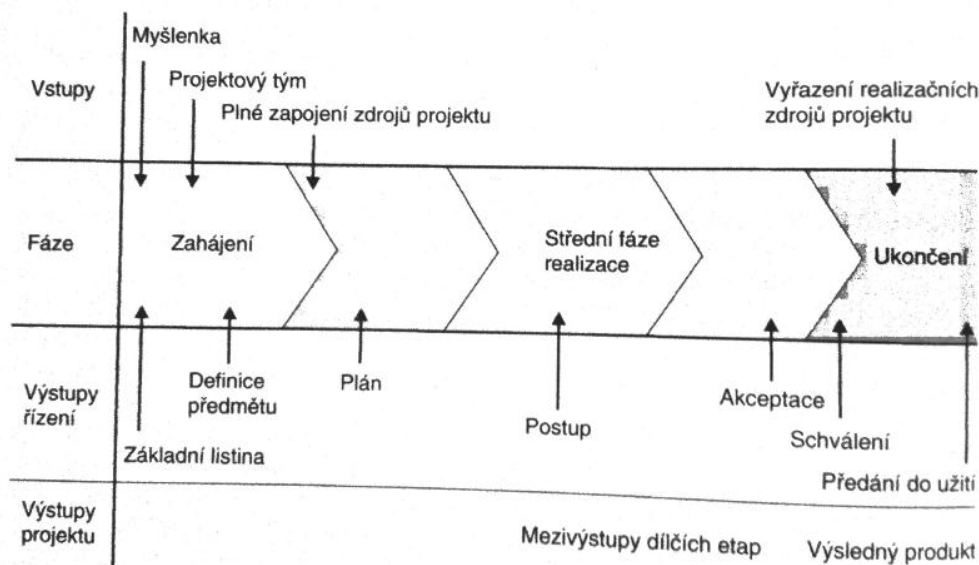 Vstupy
Myšlenka
Projektový tým
Plné zapojení zdrojů projektu
Vyřazení realizačních
zdrojů projektu
Fáze
Zahájení
Střední fáze
realizace
Ukončení
Výstupy
řízení
Základní listina
Definice
předmětu
Plán
Postup
Akceptace
Schválení
Předání do užití
Výstupy
projektu
Mezivýstupy dílčích etap
Výsledný produkt